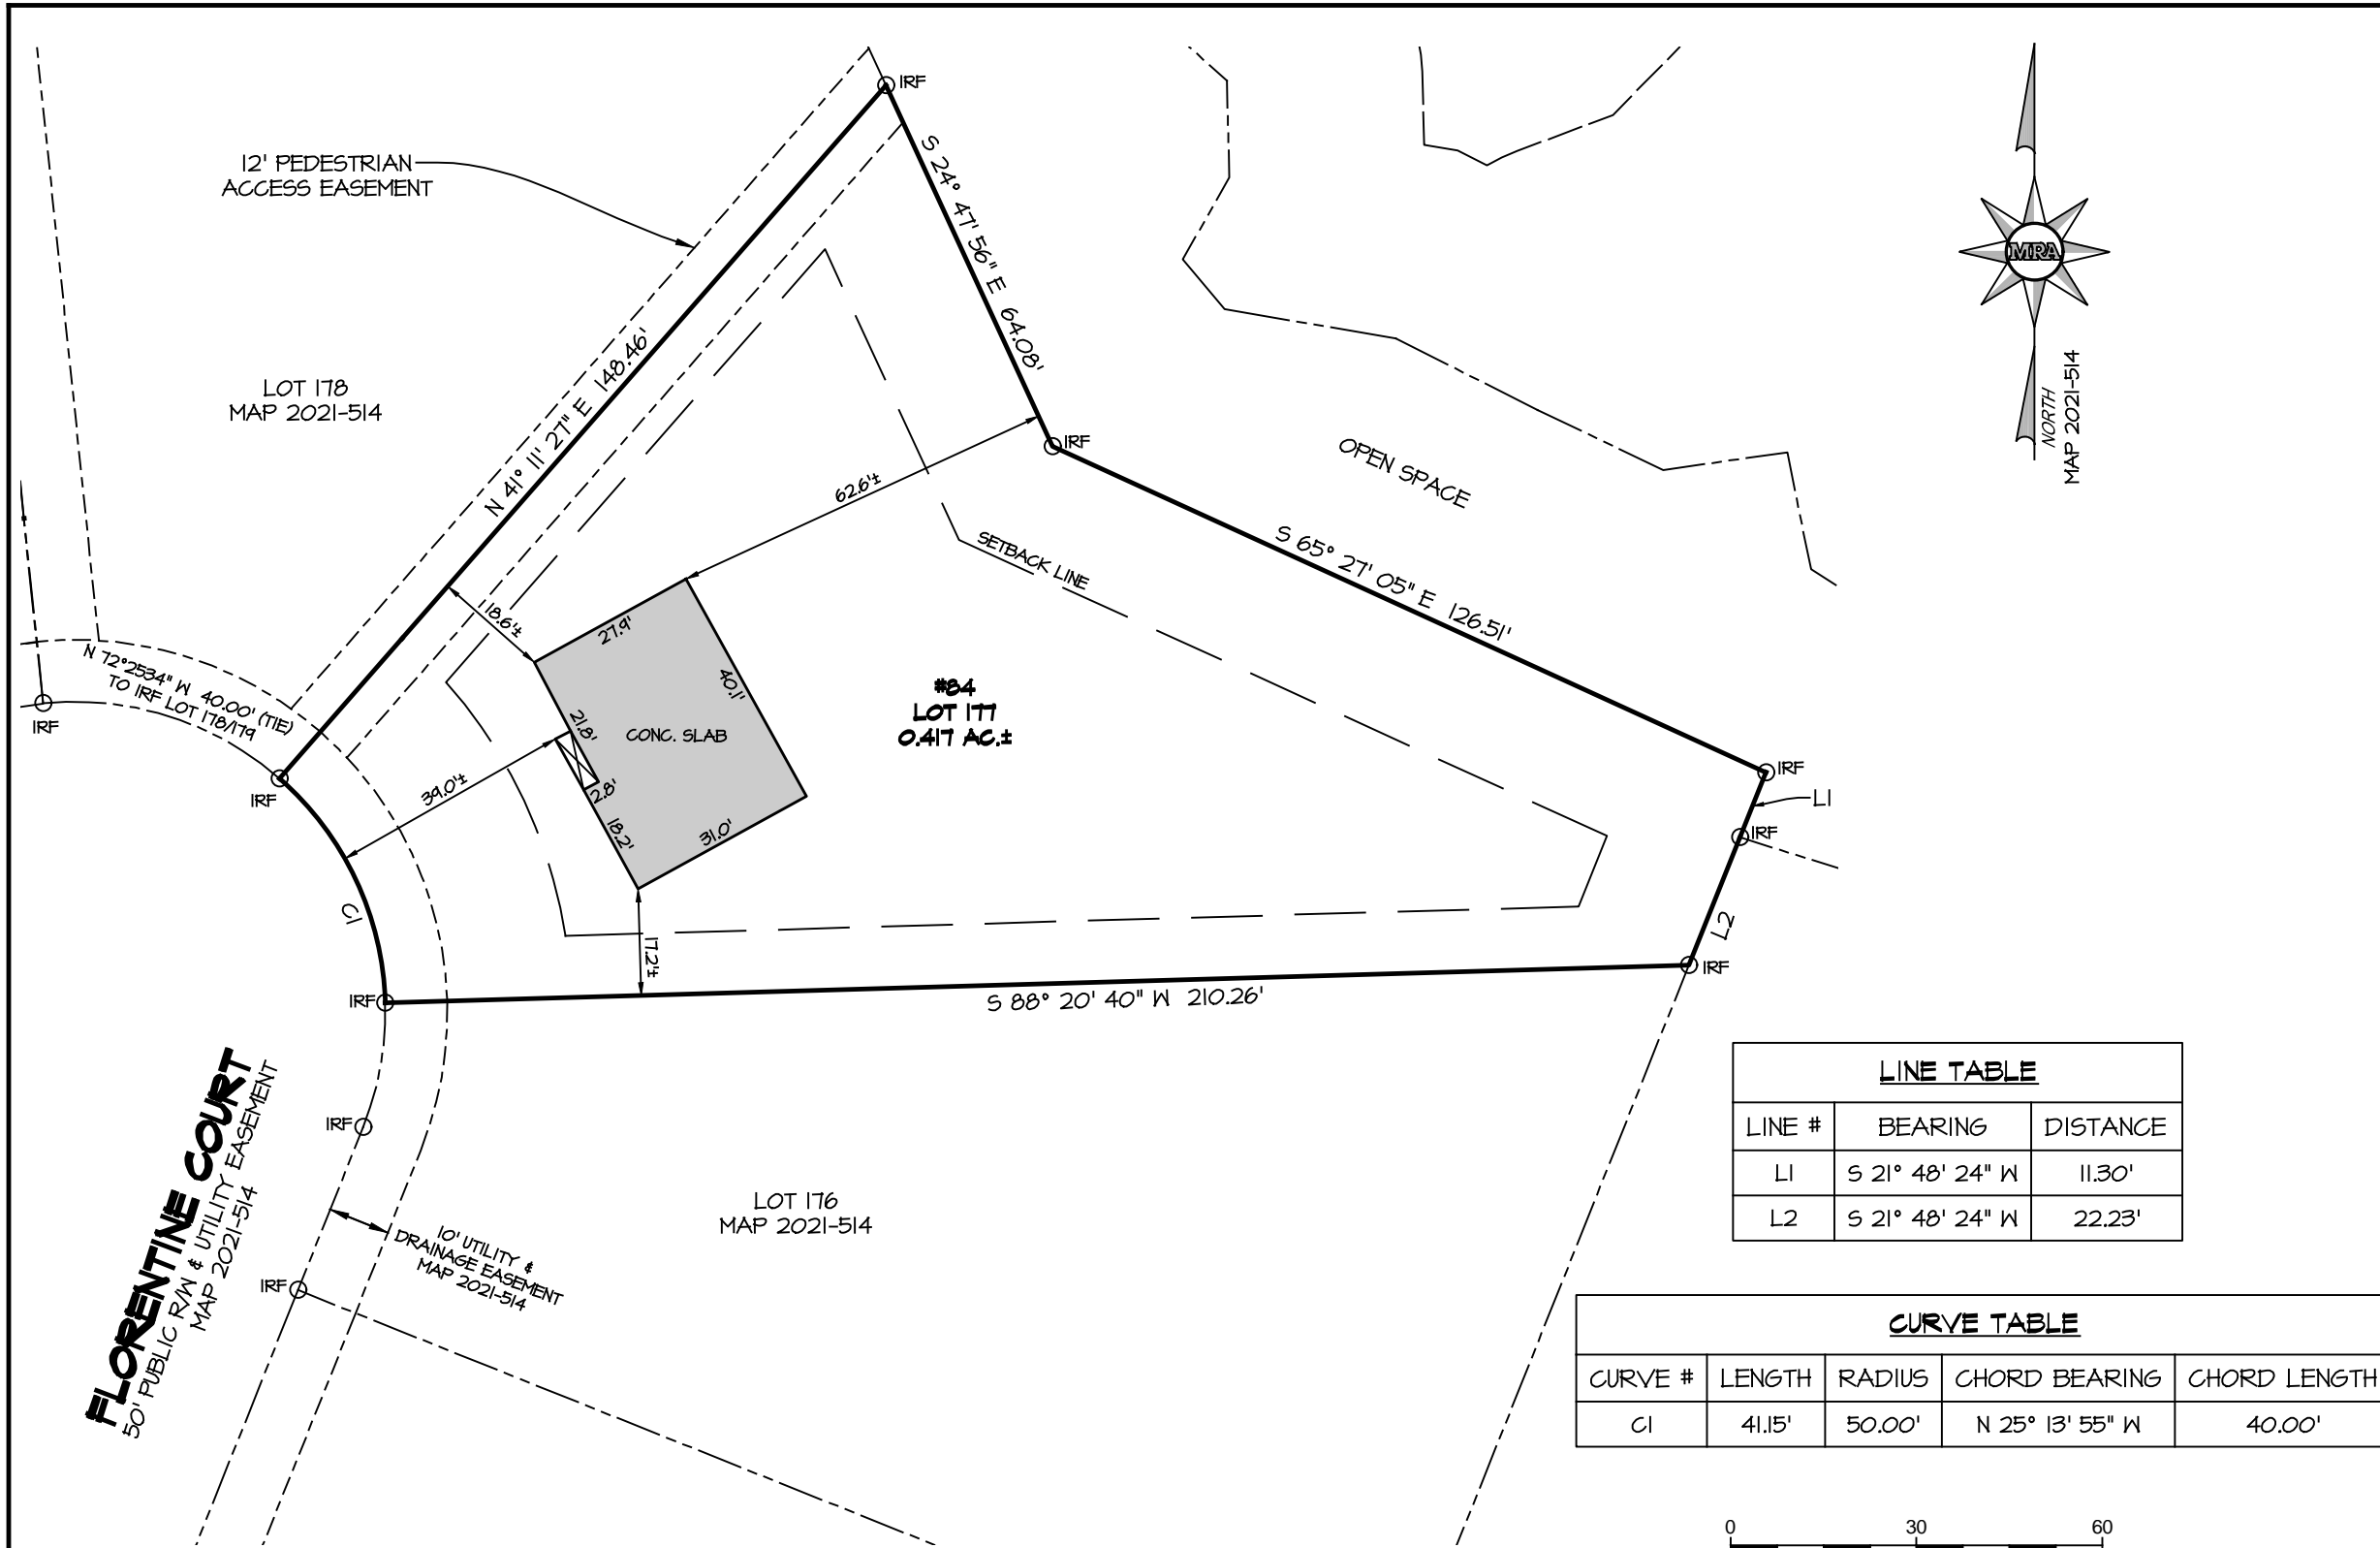 IRF
12' PEDESTRIAN
ACCESS EASEMENT
S 24° 47' 56" E 64.08'
MRA
NORTH
MAP 2021-514
N 41° 11' 27" E 148.46'
LOT 178
MAP 2021-514
IRF
OPEN SPACE
62.6'±
SETBACK LINE
S 65° 27' 05" E 126.51'
18.6'±
27.9'
40.1'
N 72°2534" W 40.00' (TIE)
TO IRF LOT 178/179
IRF
#84
LOT 177
0.417 AC.±
21.8'
CONC. SLAB
IRF
39.0'±
2.8'
IRF
L1
IRF
18.2'
31.0'
C1
L2
17.2'±
IRF
IRF
S 88° 20' 40" W 210.26'
FLORENTINE COURT
50' PUBLIC R/W & UTILITY EASEMENT
MAP 2021-514
IRF
LOT 176
MAP 2021-514
10' UTILITY &
DRAINAGE EASEMENT
MAP 2021-514
IRF
LINE TABLE
LINE # BEARING DISTANCE
L1 S 21° 48' 24" W 11.30'
L2 S 21° 48' 24" W 22.23'
CURVE TABLE
CURVE # LENGTH RADIUS CHORD BEARING CHORD LENGTH
C1 41.15' 50.00' N 25° 13' 55" W 40.00'
0 30 60